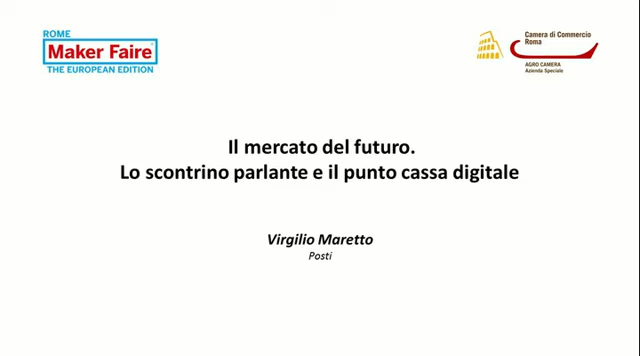 ROME
Maker Faire
THE EUROPEAN EDITION
Camera di Commercio
Roma
AGRO CAMERA
Azienda Speciale
Il mercato del futuro.
Lo scontrino parlante e il punto cassa digitale
Virgilio Maretto
Posti